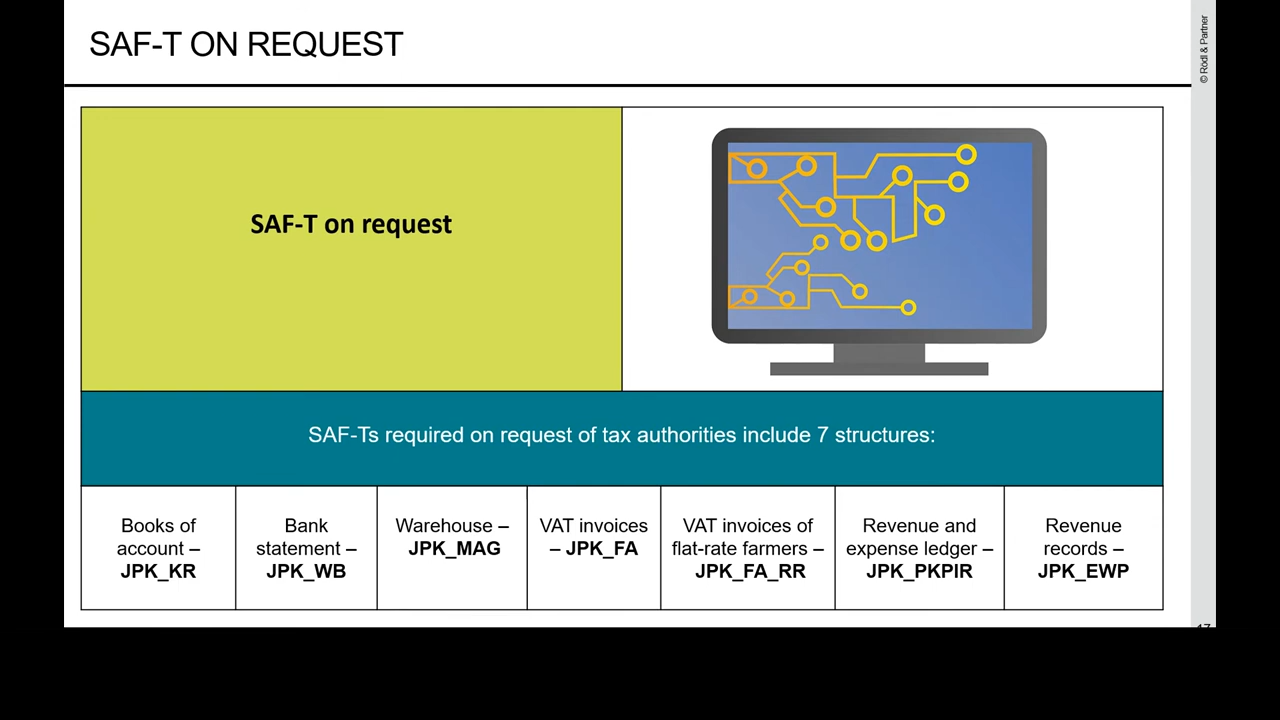 SAF-T ON REQUEST
© Rödl & Partner
SAF-T on request
SAF-Ts required on request of tax authorities include 7 structures:
Books of
account –
JPK_KR
Bank
statement –
JPK_WB
Warehouse –
JPK_MAG
VAT invoices
– JPK_FA
VAT invoices of
flat-rate farmers –
JPK_FA_RR
Revenue and
expense ledger –
JPK_PKPIR
Revenue
records –
JPK_EWP